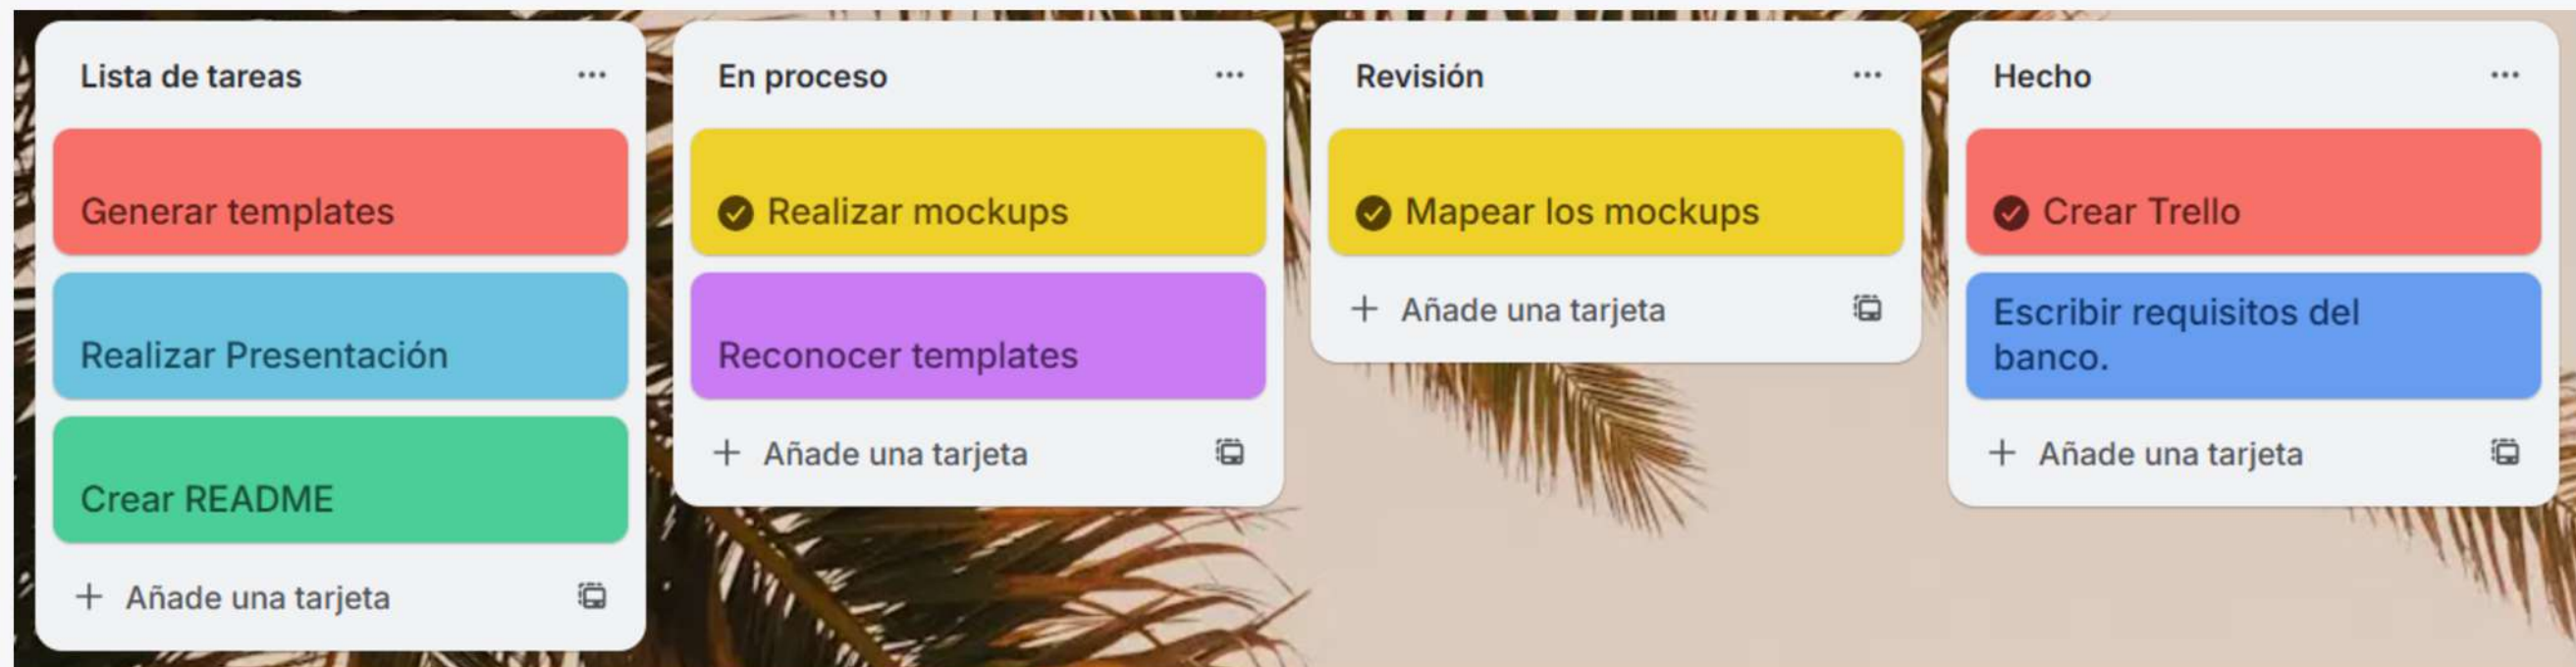 Lista de tareas
Generar templates
Realizar Presentación
Crear README
Añade una tarjeta
En proceso
Realizar mockups
Reconocer templates
Añade una tarjeta
Revisión
Mapear los mockups
Añade una tarjeta
Hecho
Crear Trello
Escribir requisitos del
banco.
Añade una tarjeta